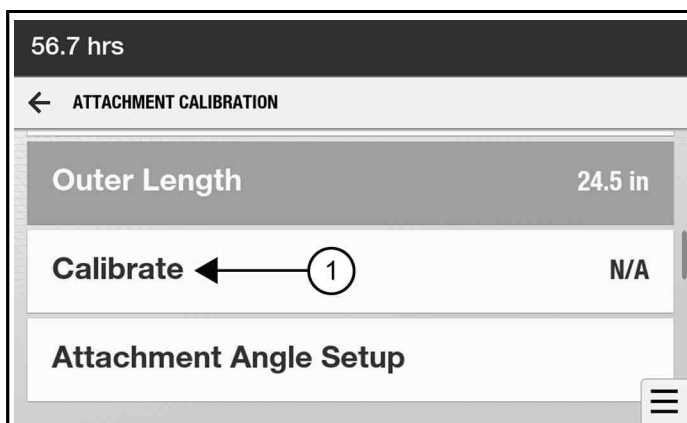 56.7 hrs
ATTACHMENT CALIBRATION
Outer Length 24.5 in
Calibrate 1 N/A
Attachment Angle Setup